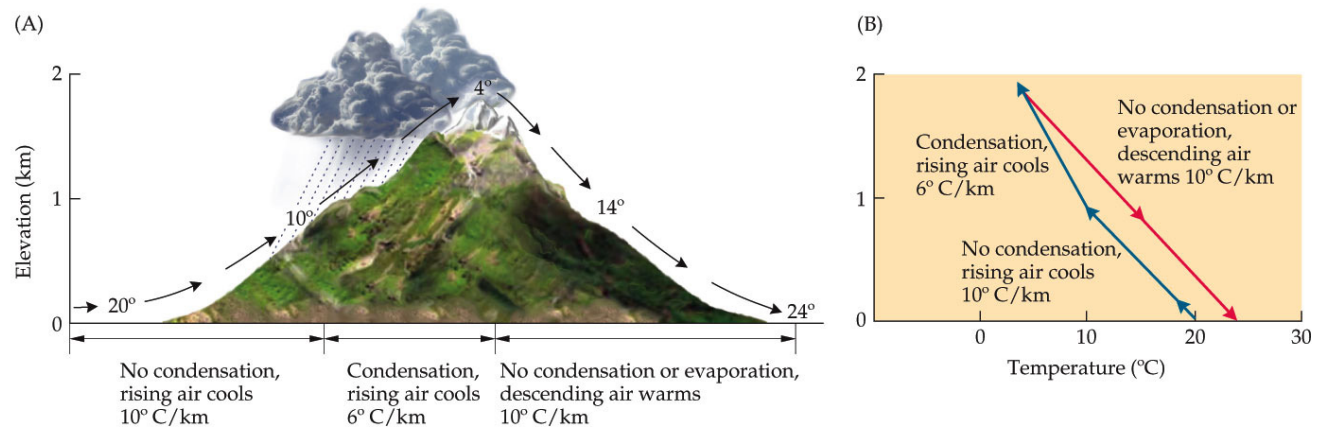 (A)
2
1
0
Elevation (km)
20º
10º
4º
14º
24º
No condensation,
rising air cools
10º C/km
Condensation,
rising air cools
6º C/km
No condensation or evaporation,
descending air warms
10º C/km
(B)
2
1
0
Condensation,
rising air cools
6º C/km
No condensation or
evaporation,
descending air
warms 10º C/km
No condensation,
rising air cools
10º C/km
0
10
20
30
Temperature (ºC)